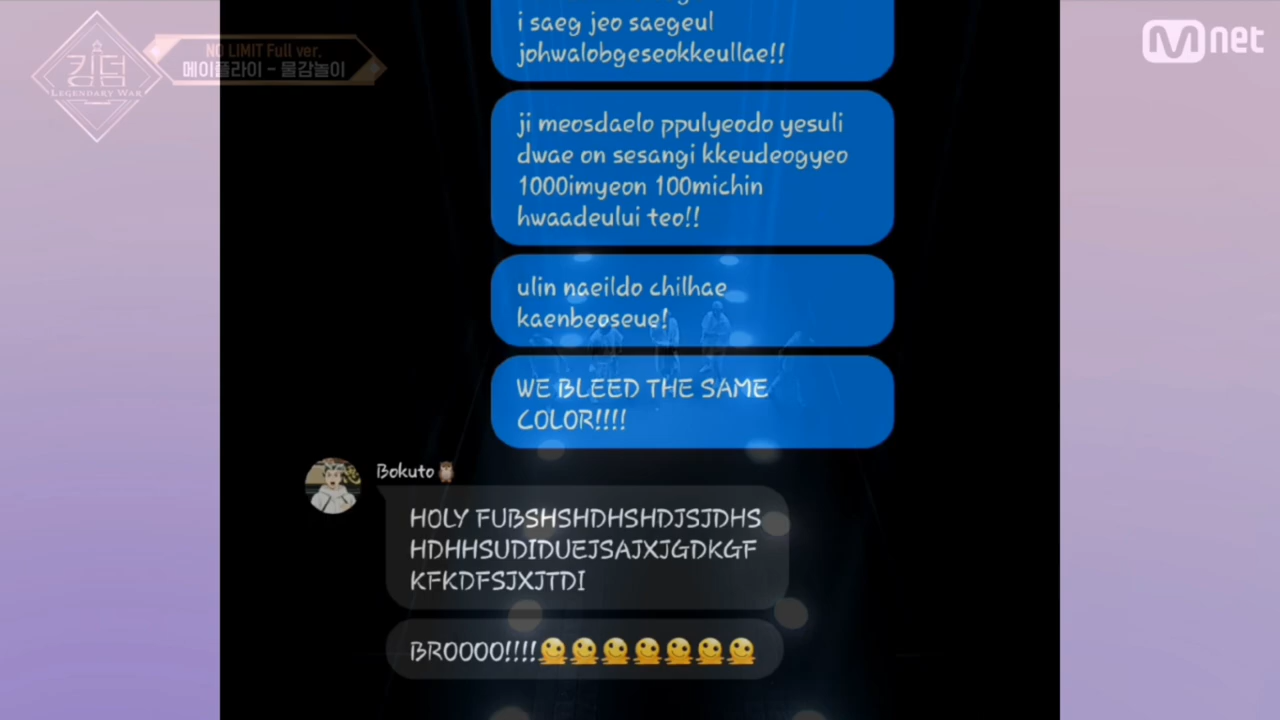 킹덤
LEGENDARY WAR
NO LIMIT Full ver.
메이플라이 - 물감놀이
Mnet
i saeg jeo saegeul
johwalobgeseokkeullae!!
ji meosdaelo ppulyeodo yesuli
dwae on sesangi kkeudeogyeo
1000imyeon 100michin
hwaadeului teo!!
ulin naeildo chilhae
kaenbeoseue!
WE BLEED THE SAME
COLOR!!!!
Bokuto🦉
HOLY FUBSHSHDHSHDJSJDHS
HDHHSUDIDUEJSAJXJGDKGF
KFKDFSJXJTDI
BROOOO!!!!🫠🫠🫠🫠🫠🫠🫠